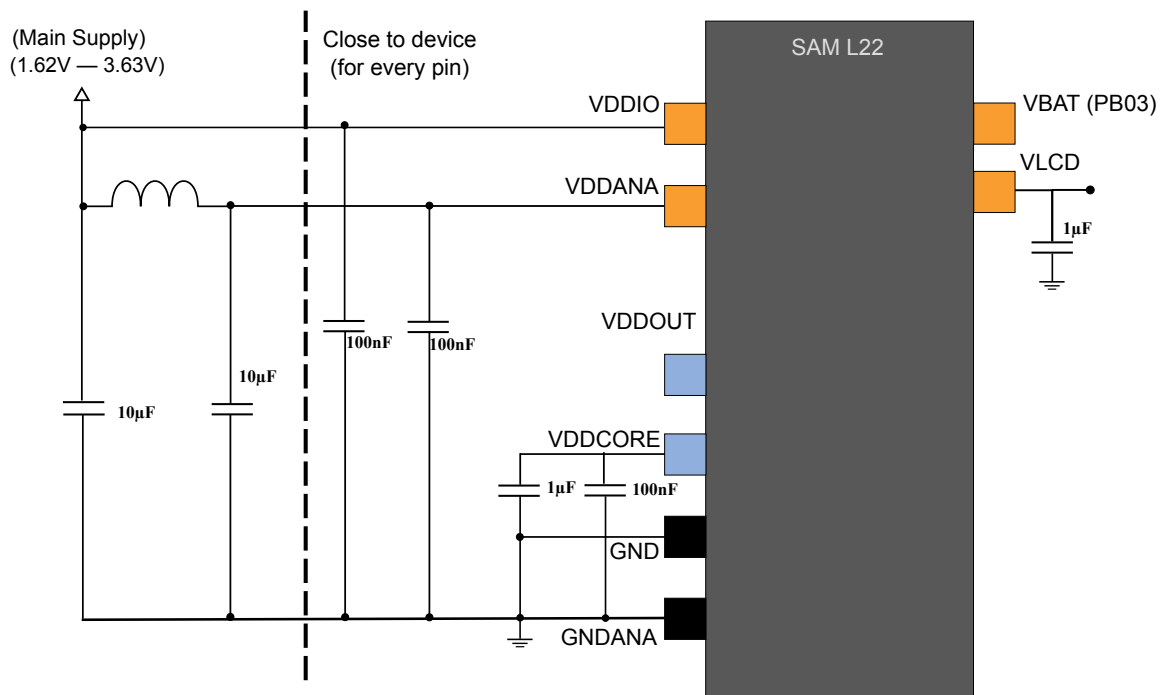 (Main Supply)
(1.62V — 3.63V)
Close to device
(for every pin)
SAM L22
VDDIO
VBAT (PB03)
VDDANA
VLCD
1µF
VDDOUT
100nF
100nF
10µF
10µF
VDDCORE
1µF
100nF
GND
GNDANA